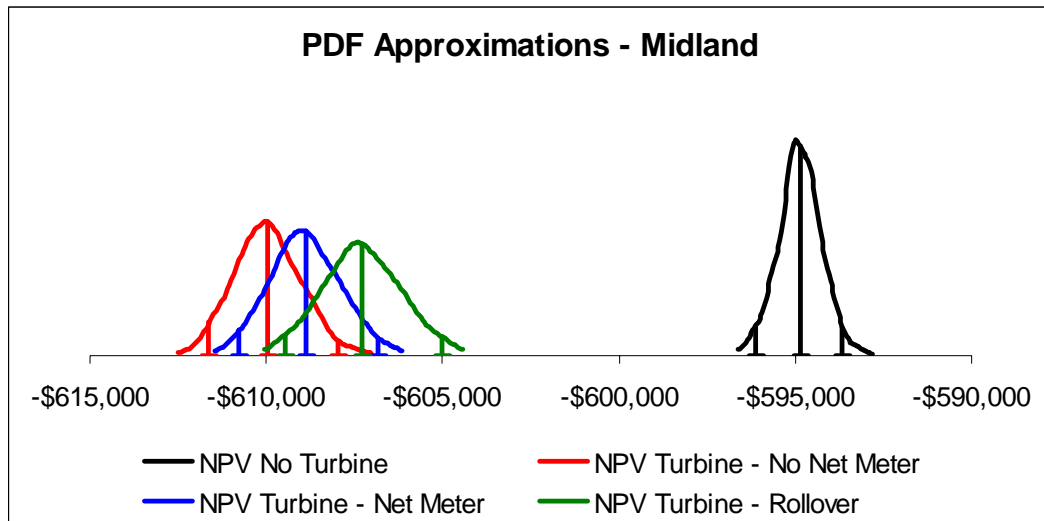 PDF Approximations - Midland
-$615,000 -$610,000 -$605,000 -$600,000 -$595,000 -$590,000
NPV No Turbine NPV Turbine - No Net Meter
NPV Turbine - Net Meter NPV Turbine - Rollover